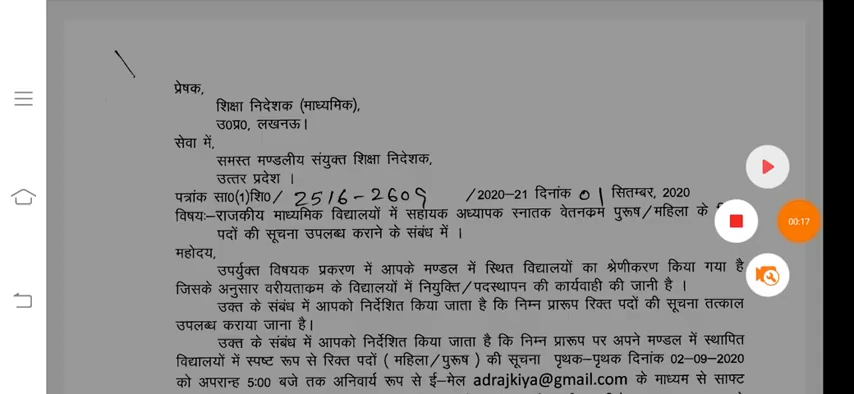 प्रेषक,
शिक्षा निदेशक (माध्यमिक),
उ0प्र0, लखनऊ।
सेवा में,
समस्त मण्डलीय संयुक्त शिक्षा निदेशक,
उत्तर प्रदेश ।
पत्रांक सा0(1)शि0/ 2516-2609 /2020-21 दिनांक 01 सितम्बर, 2020
विषयः-राजकीय माध्यमिक विद्यालयों में सहायक अध्यापक स्नातक वेतनक्रम पुरूष/महिला के
पदों की सूचना उपलब्ध कराने के संबंध में ।
महोदय,
उपर्युक्त विषयक प्रकरण में आपके मण्डल में स्थित विद्यालयों का श्रेणीकरण किया गया है
जिसके अनुसार वरीयताक्रम के विद्यालयों में नियुक्ति/पदस्थापन की कार्यवाही की जानी है ।
उक्त के संबंध में आपको निर्देशित किया जाता है कि निम्न प्रारूप रिक्त पदों की सूचना तत्काल
उपलब्ध कराया जाना है।
उक्त के संबंध में आपको निर्देशित किया जाता है कि निम्न प्रारूप पर अपने मण्डल में स्थापित
विद्यालयों में स्पष्ट रूप से रिक्त पदों ( महिला/पुरूष ) की सूचना पृथक-पृथक दिनांक 02-09-2020
को अपरान्ह 5:00 बजे तक अनिवार्य रूप से ई-मेल adrajkiya@gmail.com के माध्यम से साफ्ट
00:17